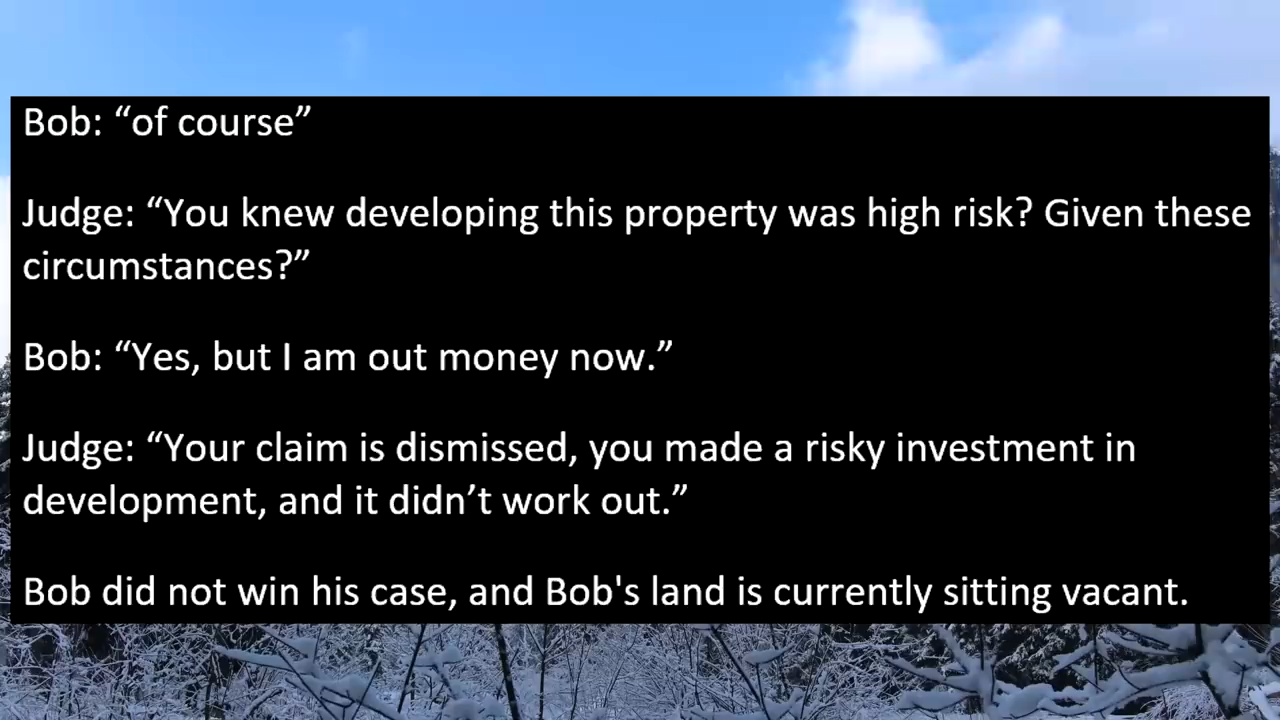 Bob: “of course”
Judge: “You knew developing this property was high risk? Given these
circumstances?”
Bob: “Yes, but I am out money now.”
Judge: “Your claim is dismissed, you made a risky investment in
development, and it didn’t work out.”
Bob did not win his case, and Bob's land is currently sitting vacant.